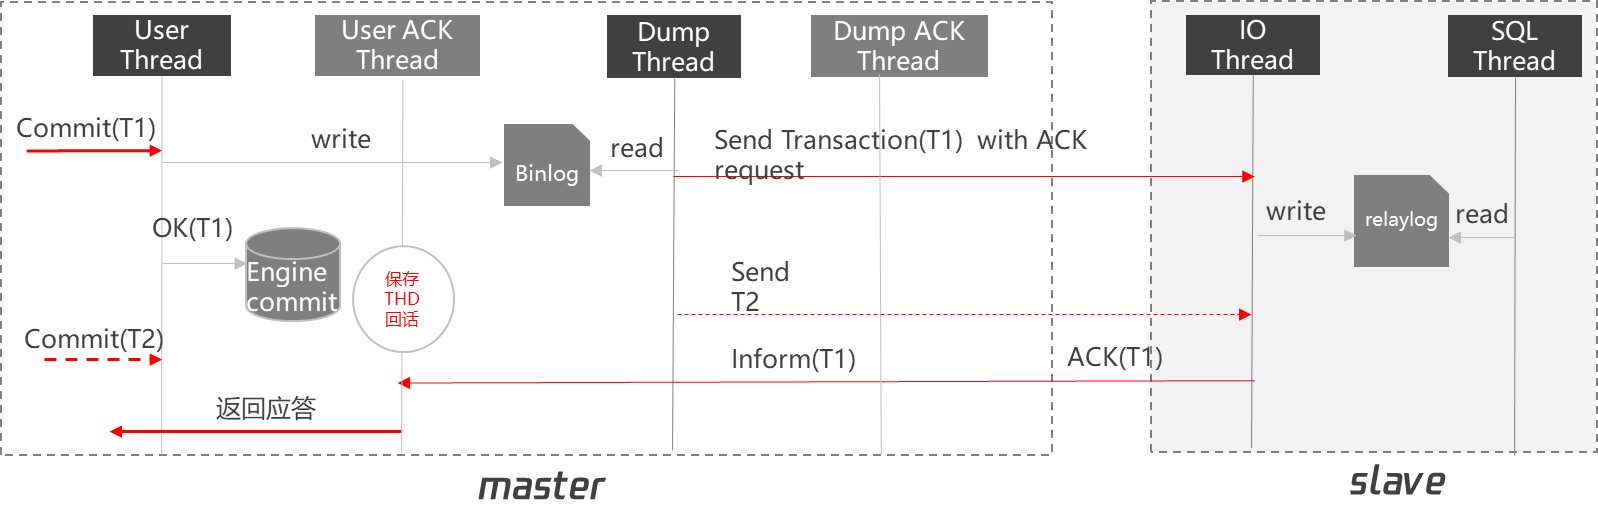 User
Thread
User ACK
Thread
Dump
Thread
Dump ACK
Thread
IO
Thread
SQL
Thread
Commit(T1)
write
Binlog
read
Send Transaction(T1)  with ACK
request
write
relaylog
read
OK(T1)
Engine
commit
保存
THD
回话
Send
T2
Commit(T2)
Inform(T1)
ACK(T1)
返回应答
master
slave